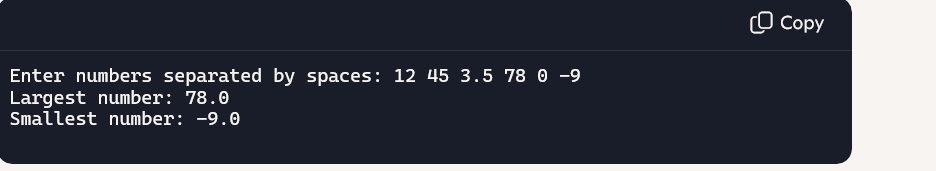 Copy
Enter numbers separated by spaces: 12 45 3.5 78 0 -9
Largest number: 78.0
Smallest number: -9.0